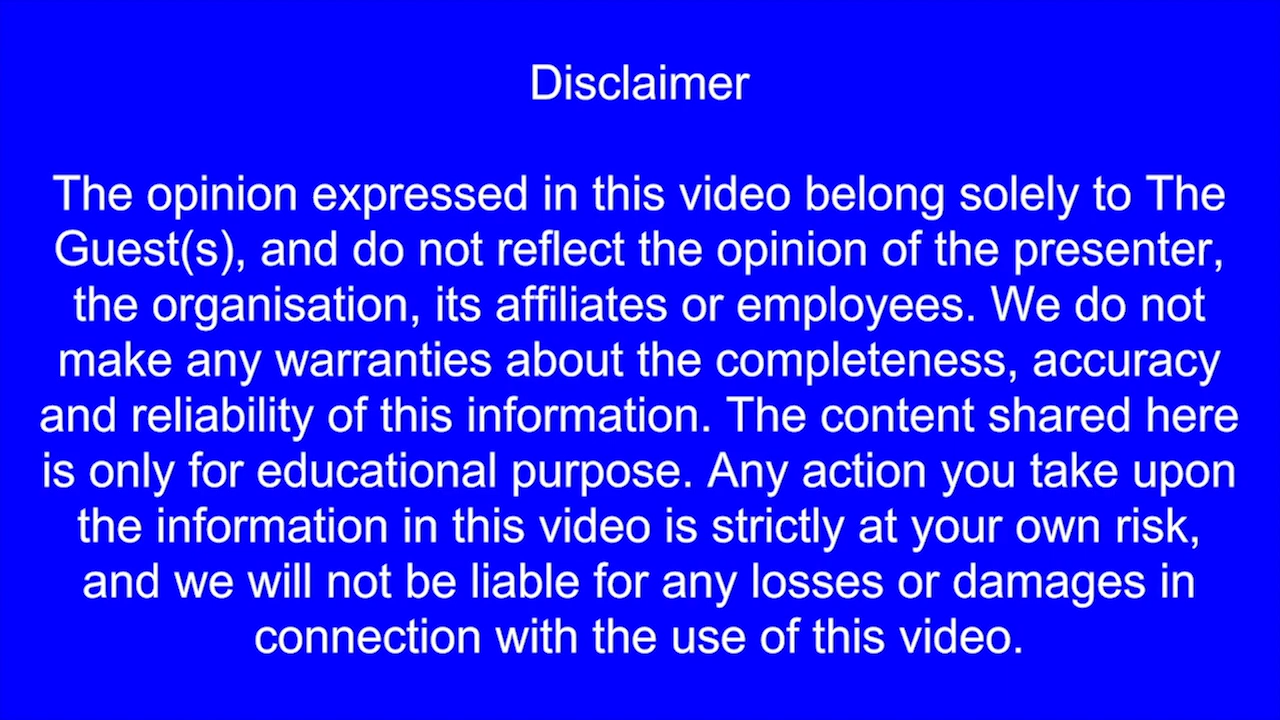 Disclaimer
The opinion expressed in this video belong solely to The
Guest(s), and do not reflect the opinion of the presenter,
the organisation, its affiliates or employees. We do not
make any warranties about the completeness, accuracy
and reliability of this information. The content shared here
is only for educational purpose. Any action you take upon
the information in this video is strictly at your own risk,
and we will not be liable for any losses or damages in
connection with the use of this video.